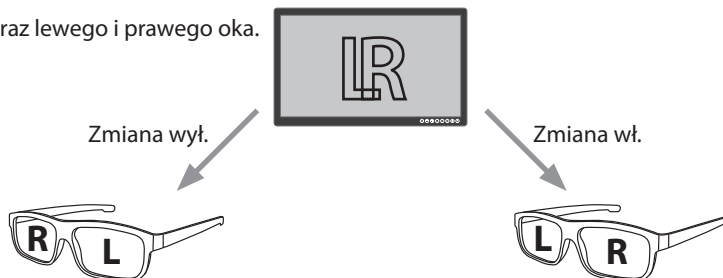 raz lewego i prawego oka.
LR
Zmiana wył. Zmiana wł.
R L L R